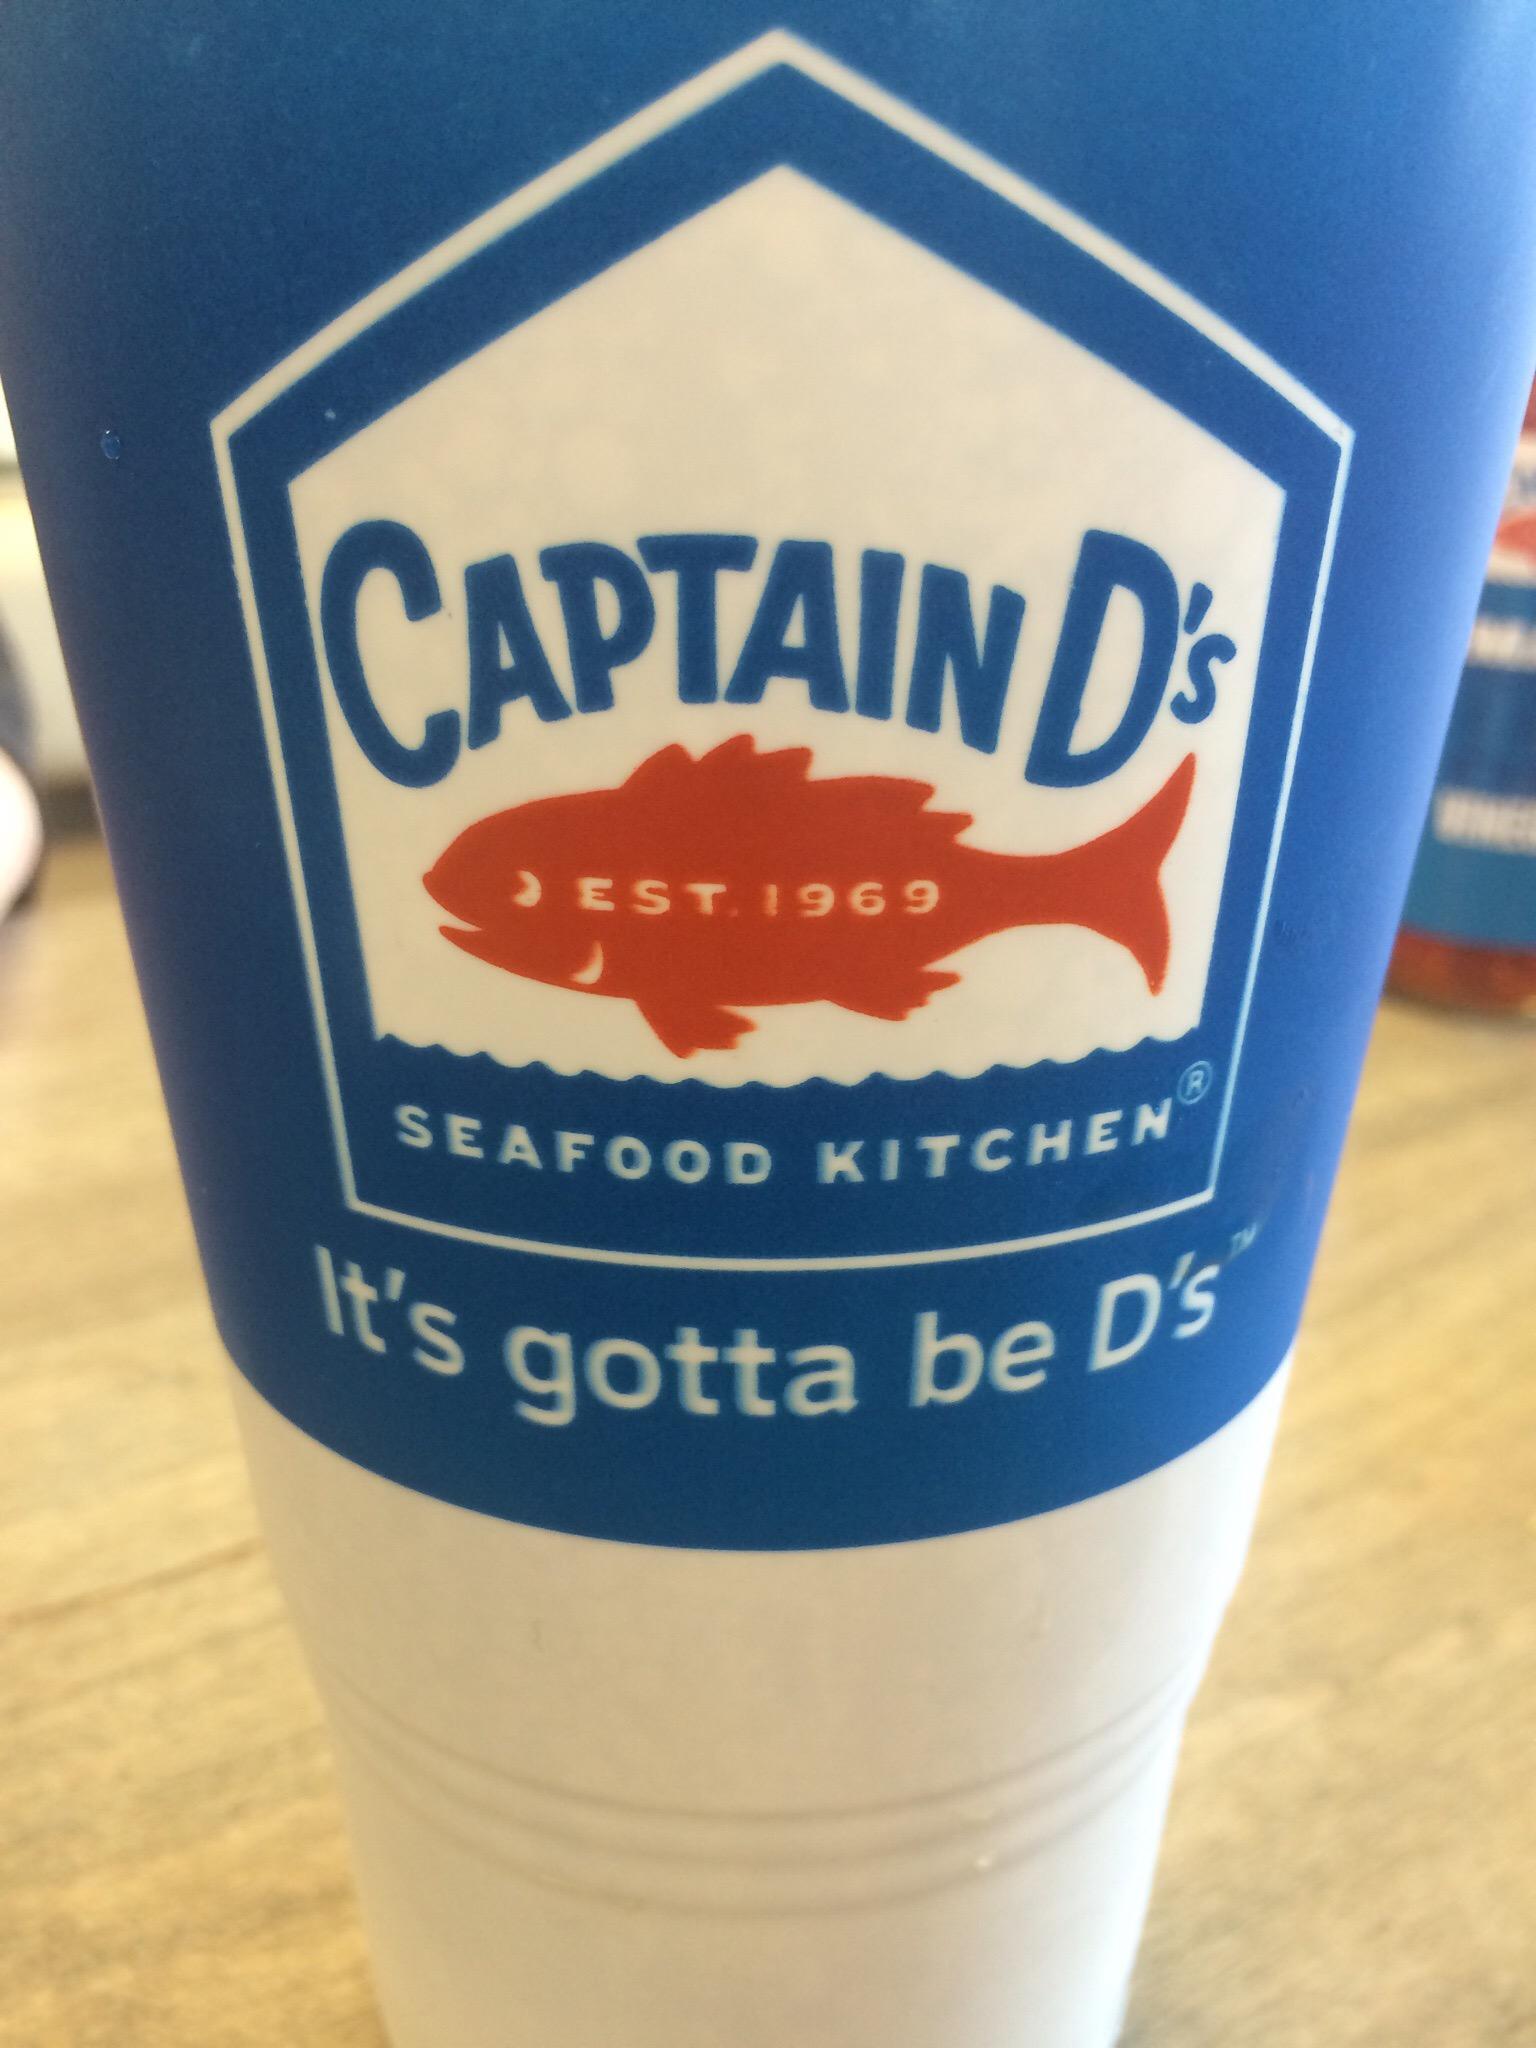 CAPTAIN D's
EST. 1969
SEAFOOD KITCHEN®
It's gotta be D's™